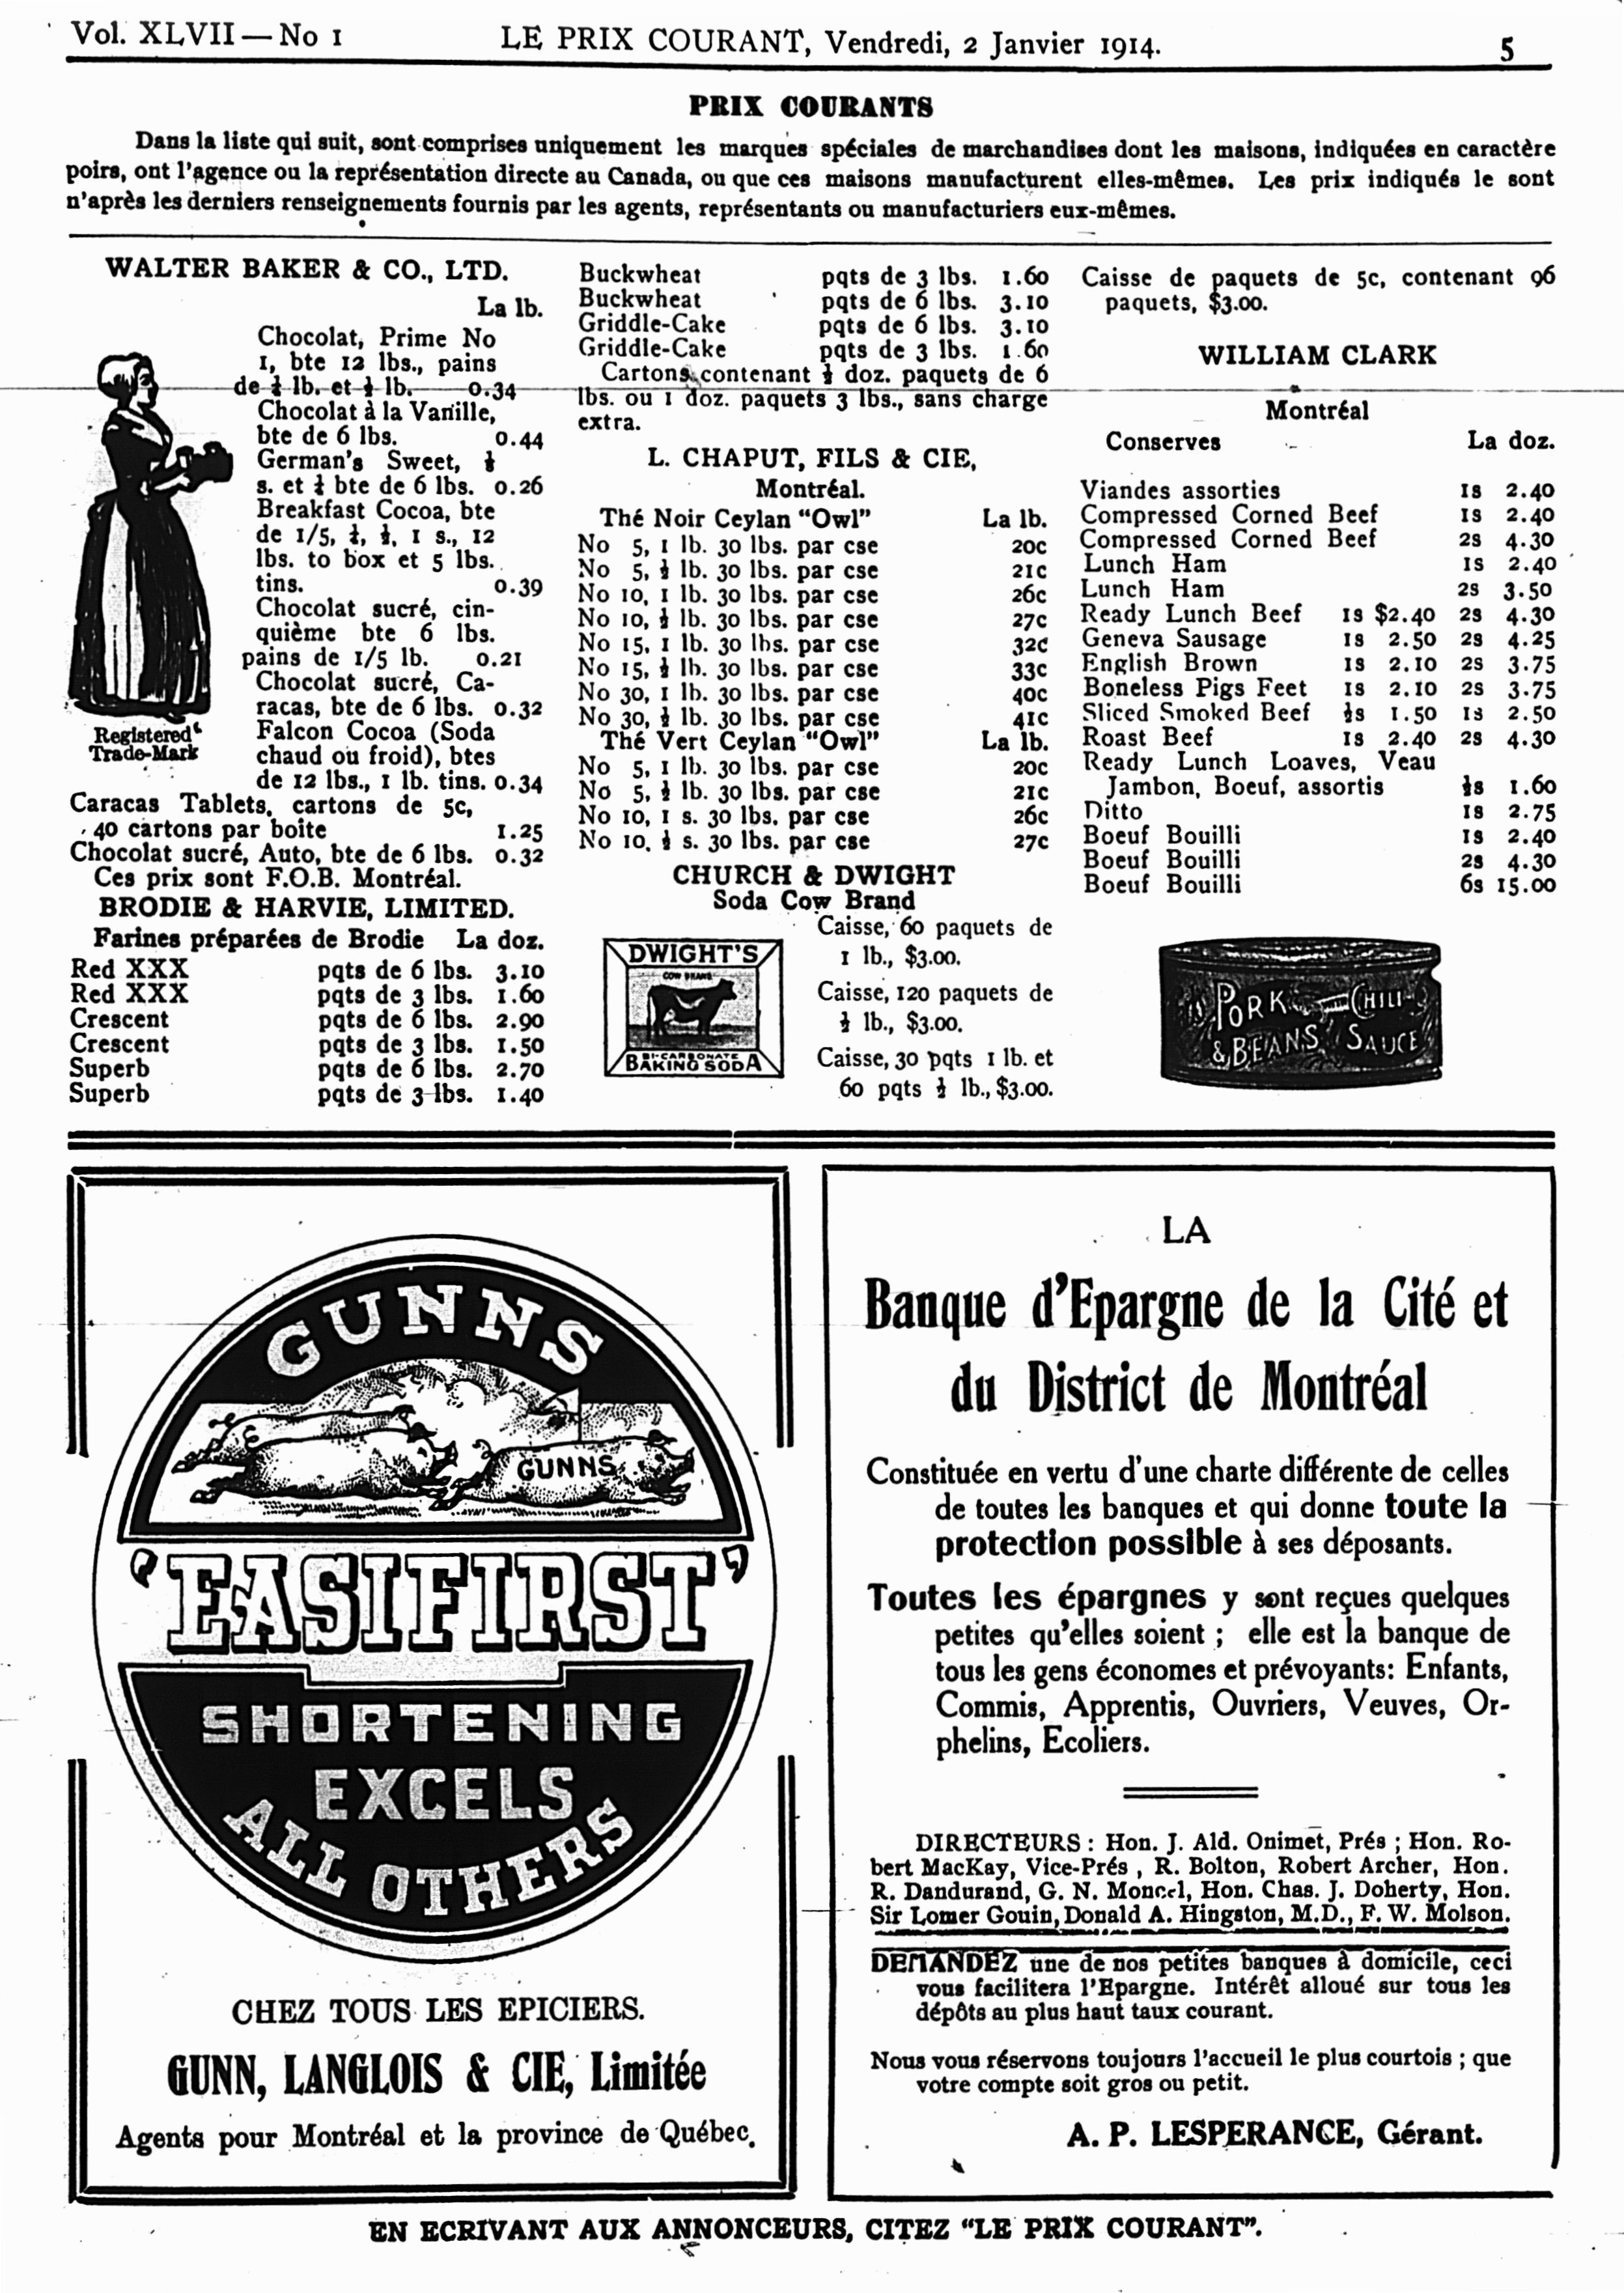 Vol. XLVII — No 1
LE PRIX COURANT, Vendredi, 2 Janvier 1914.
5
PRIX COURANTS
Dans la liste qui suit, sont comprises uniquement les marques spéciales de marchandises dont les maisons, indiquées en caractère
poirs, ont l'agence ou la représentation directe au Canada, ou que ces maisons manufacturent elles-mêmes. Les prix indiqués le sont
n'après les derniers renseignements fournis par les agents, représentants ou manufacturiers eux-mêmes.
WALTER BAKER & CO., LTD.
La lb.
Chocolat, Prime No
1, bte 12 lbs., pains
de ¼ lb. et ½ lb. 0.34
Chocolat à la Vanille,
bte de 6 lbs. 0.44
German's Sweet, ½
s. et ¼ bte de 6 lbs. 0.26
Breakfast Cocoa, bte
de 1/5, ¼, ½, 1 s., 12
lbs. to box et 5 lbs.
tins. 0.39
Chocolat sucré, cin-
quième bte 6 lbs.
pains de 1/5 lb. 0.21
Chocolat sucré, Ca-
racas, bte de 6 lbs. 0.32
Falcon Cocoa (Soda
chaud ou froid), btes
de 12 lbs., 1 lb. tins. 0.34
Registered
Trade-Mark
Caracas Tablets, cartons de 5c,
40 cartons par boite 1.25
Chocolat sucré, Auto, bte de 6 lbs. 0.32
Ces prix sont F.O.B. Montréal.
BRODIE & HARVIE, LIMITED.
Farines préparées de Brodie La doz.
Red XXX pqts de 6 lbs. 3.10
Red XXX pqts de 3 lbs. 1.60
Crescent pqts de 6 lbs. 2.90
Crescent pqts de 3 lbs. 1.50
Superb pqts de 6 lbs. 2.70
Superb pqts de 3 lbs. 1.40
Buckwheat pqts de 3 lbs. 1.60
Buckwheat pqts de 6 lbs. 3.10
Griddle-Cake pqts de 6 lbs. 3.10
Griddle-Cake pqts de 3 lbs. 1.60
Cartons contenant ½ doz. paquets de 6
lbs. ou 1 doz. paquets 3 lbs., sans charge
extra.
L. CHAPUT, FILS & CIE,
Montréal.
Thé Noir Ceylan "Owl" La lb.
No 5, 1 lb. 30 lbs. par cse 20c
No 5, ½ lb. 30 lbs. par cse 21c
No 10, 1 lb. 30 lbs. par cse 26c
No 10, ½ lb. 30 lbs. par cse 27c
No 15, 1 lb. 30 lbs. par cse 32c
No 15, ½ lb. 30 lbs. par cse 33c
No 30, 1 lb. 30 lbs. par cse 40c
No 30, ½ lb. 30 lbs. par cse 41c
Thé Vert Ceylan "Owl" La lb.
No 5, 1 lb. 30 lbs. par cse 20c
No 5, ½ lb. 30 lbs. par cse 21c
No 10, 1 s. 30 lbs. par cse 26c
No 10, ½ s. 30 lbs. par cse 27c
CHURCH & DWIGHT
Soda Cow Brand
DWIGHT'S
COW BRAND
BI-CARBONATE
BAKING SODA
Caisse, 60 paquets de
1 lb., $3.00.
Caisse, 120 paquets de
½ lb., $3.00.
Caisse, 30 pqts 1 lb. et
60 pqts ½ lb., $3.00.
Caisse de paquets de 5c, contenant 96
paquets, $3.00.
WILLIAM CLARK
Montréal
Conserves La doz.
Viandes assorties 1s 2.40
Compressed Corned Beef 1s 2.40
Compressed Corned Beef 2s 4.30
Lunch Ham 1s 2.40
Lunch Ham 2s 3.50
Ready Lunch Beef 1s $2.40 2s 4.30
Geneva Sausage 1s 2.50 2s 4.25
English Brown 1s 2.10 2s 3.75
Boneless Pigs Feet 1s 2.10 2s 3.75
Sliced Smoked Beef ½s 1.50 1s 2.50
Roast Beef 1s 2.40 2s 4.30
Ready Lunch Loaves, Veau
Jambon, Boeuf, assortis ½s 1.60
Ditto 1s 2.75
Boeuf Bouilli 1s 2.40
Boeuf Bouilli 2s 4.30
Boeuf Bouilli 6s 15.00
PORK CHILI
& BEANS SAUCE
GUNNS
GUNNS
'EASIFIRST'
SHORTENING
EXCELS
ALL OTHERS
CHEZ TOUS LES EPICIERS.
GUNN, LANGLOIS & CIE, Limitée
Agents pour Montréal et la province de Québec.
LA
Banque d'Epargne de la Cité et
du District de Montréal
Constituée en vertu d'une charte différente de celles
de toutes les banques et qui donne toute la
protection possible à ses déposants.
Toutes les épargnes y sont reçues quelques
petites qu'elles soient ; elle est la banque de
tous les gens économes et prévoyants: Enfants,
Commis, Apprentis, Ouvriers, Veuves, Or-
phelins, Ecoliers.
DIRECTEURS : Hon. J. Ald. Onimet, Prés ; Hon. Ro-
bert MacKay, Vice-Prés , R. Bolton, Robert Archer, Hon.
R. Dandurand, G. N. Moncel, Hon. Chas. J. Doherty, Hon.
Sir Lomer Gouin, Donald A. Hingston, M.D., F. W. Molson.
DEMANDEZ une de nos petites banques à domicile, ceci
vous facilitera l'Epargne. Intérêt alloué sur tous les
dépôts au plus haut taux courant.
Nous vous réservons toujours l'accueil le plus courtois ; que
votre compte soit gros ou petit.
A. P. LESPERANCE, Gérant.
EN ECRIVANT AUX ANNONCEURS, CITEZ "LE PRIX COURANT".